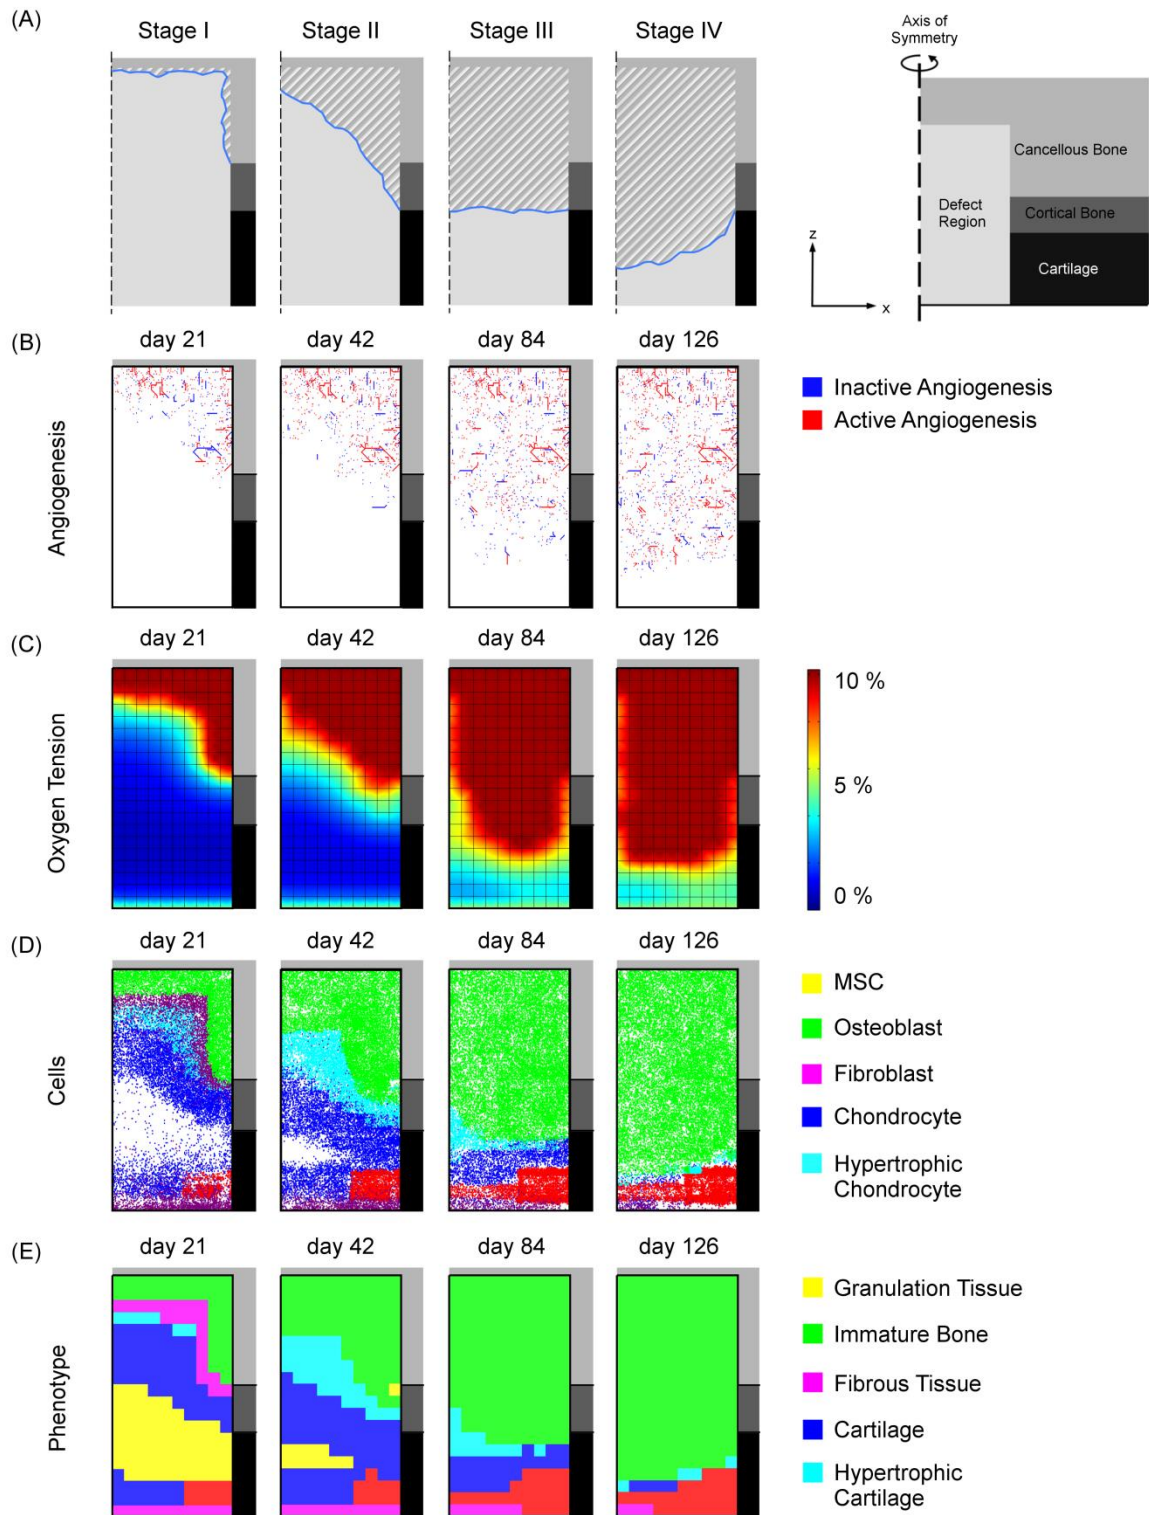 (A)
Stage I
Stage II
Stage III
Stage IV
Axis of
Symmetry
Cancellous Bone
Defect
Region
Cortical Bone
Cartilage
z
x
(B)
day 21
day 42
day 84
day 126
Angiogenesis
Inactive Angiogenesis
Active Angiogenesis
(C)
day 21
day 42
day 84
day 126
Oxygen Tension
10 %
5 %
0 %
(D)
day 21
day 42
day 84
day 126
Cells
MSC
Osteoblast
Fibroblast
Chondrocyte
Hypertrophic
Chondrocyte
(E)
day 21
day 42
day 84
day 126
Phenotype
Granulation Tissue
Immature Bone
Fibrous Tissue
Cartilage
Hypertrophic
Cartilage